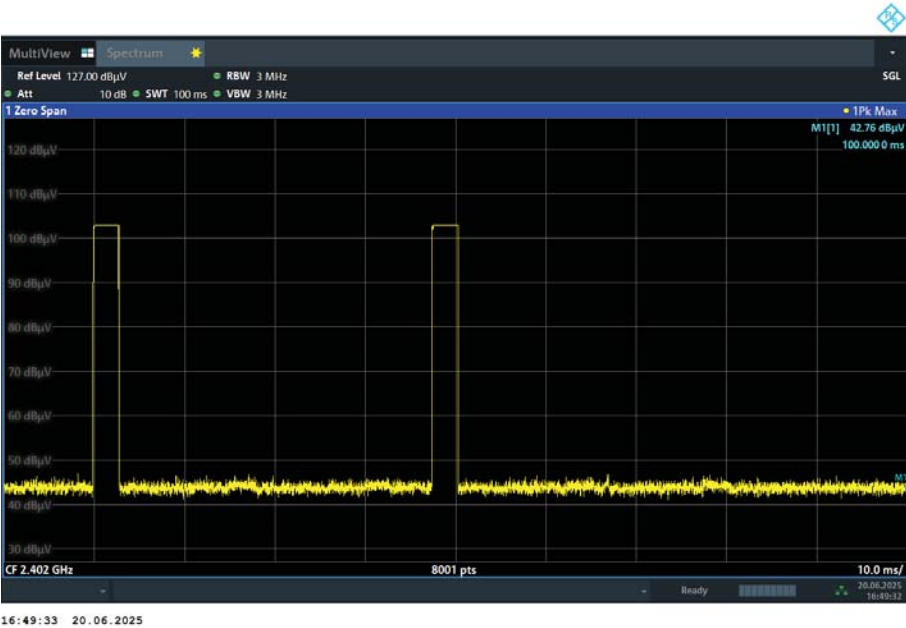 R&S
MultiView Spectrum
Ref Level 127.00 dBµV RBW 3 MHz SGL
Att 10 dB SWT 100 ms VBW 3 MHz
1 Zero Span 1Pk Max
M1[1] 42.76 dBµV
100.000 0 ms
120 dBµV
110 dBµV
100 dBµV
90 dBµV
80 dBµV
70 dBµV
60 dBµV
50 dBµV
M1
40 dBµV
30 dBµV
CF 2.402 GHz 8001 pts 10.0 ms/
Ready 20.06.2025
16:49:32
16:49:33 20.06.2025